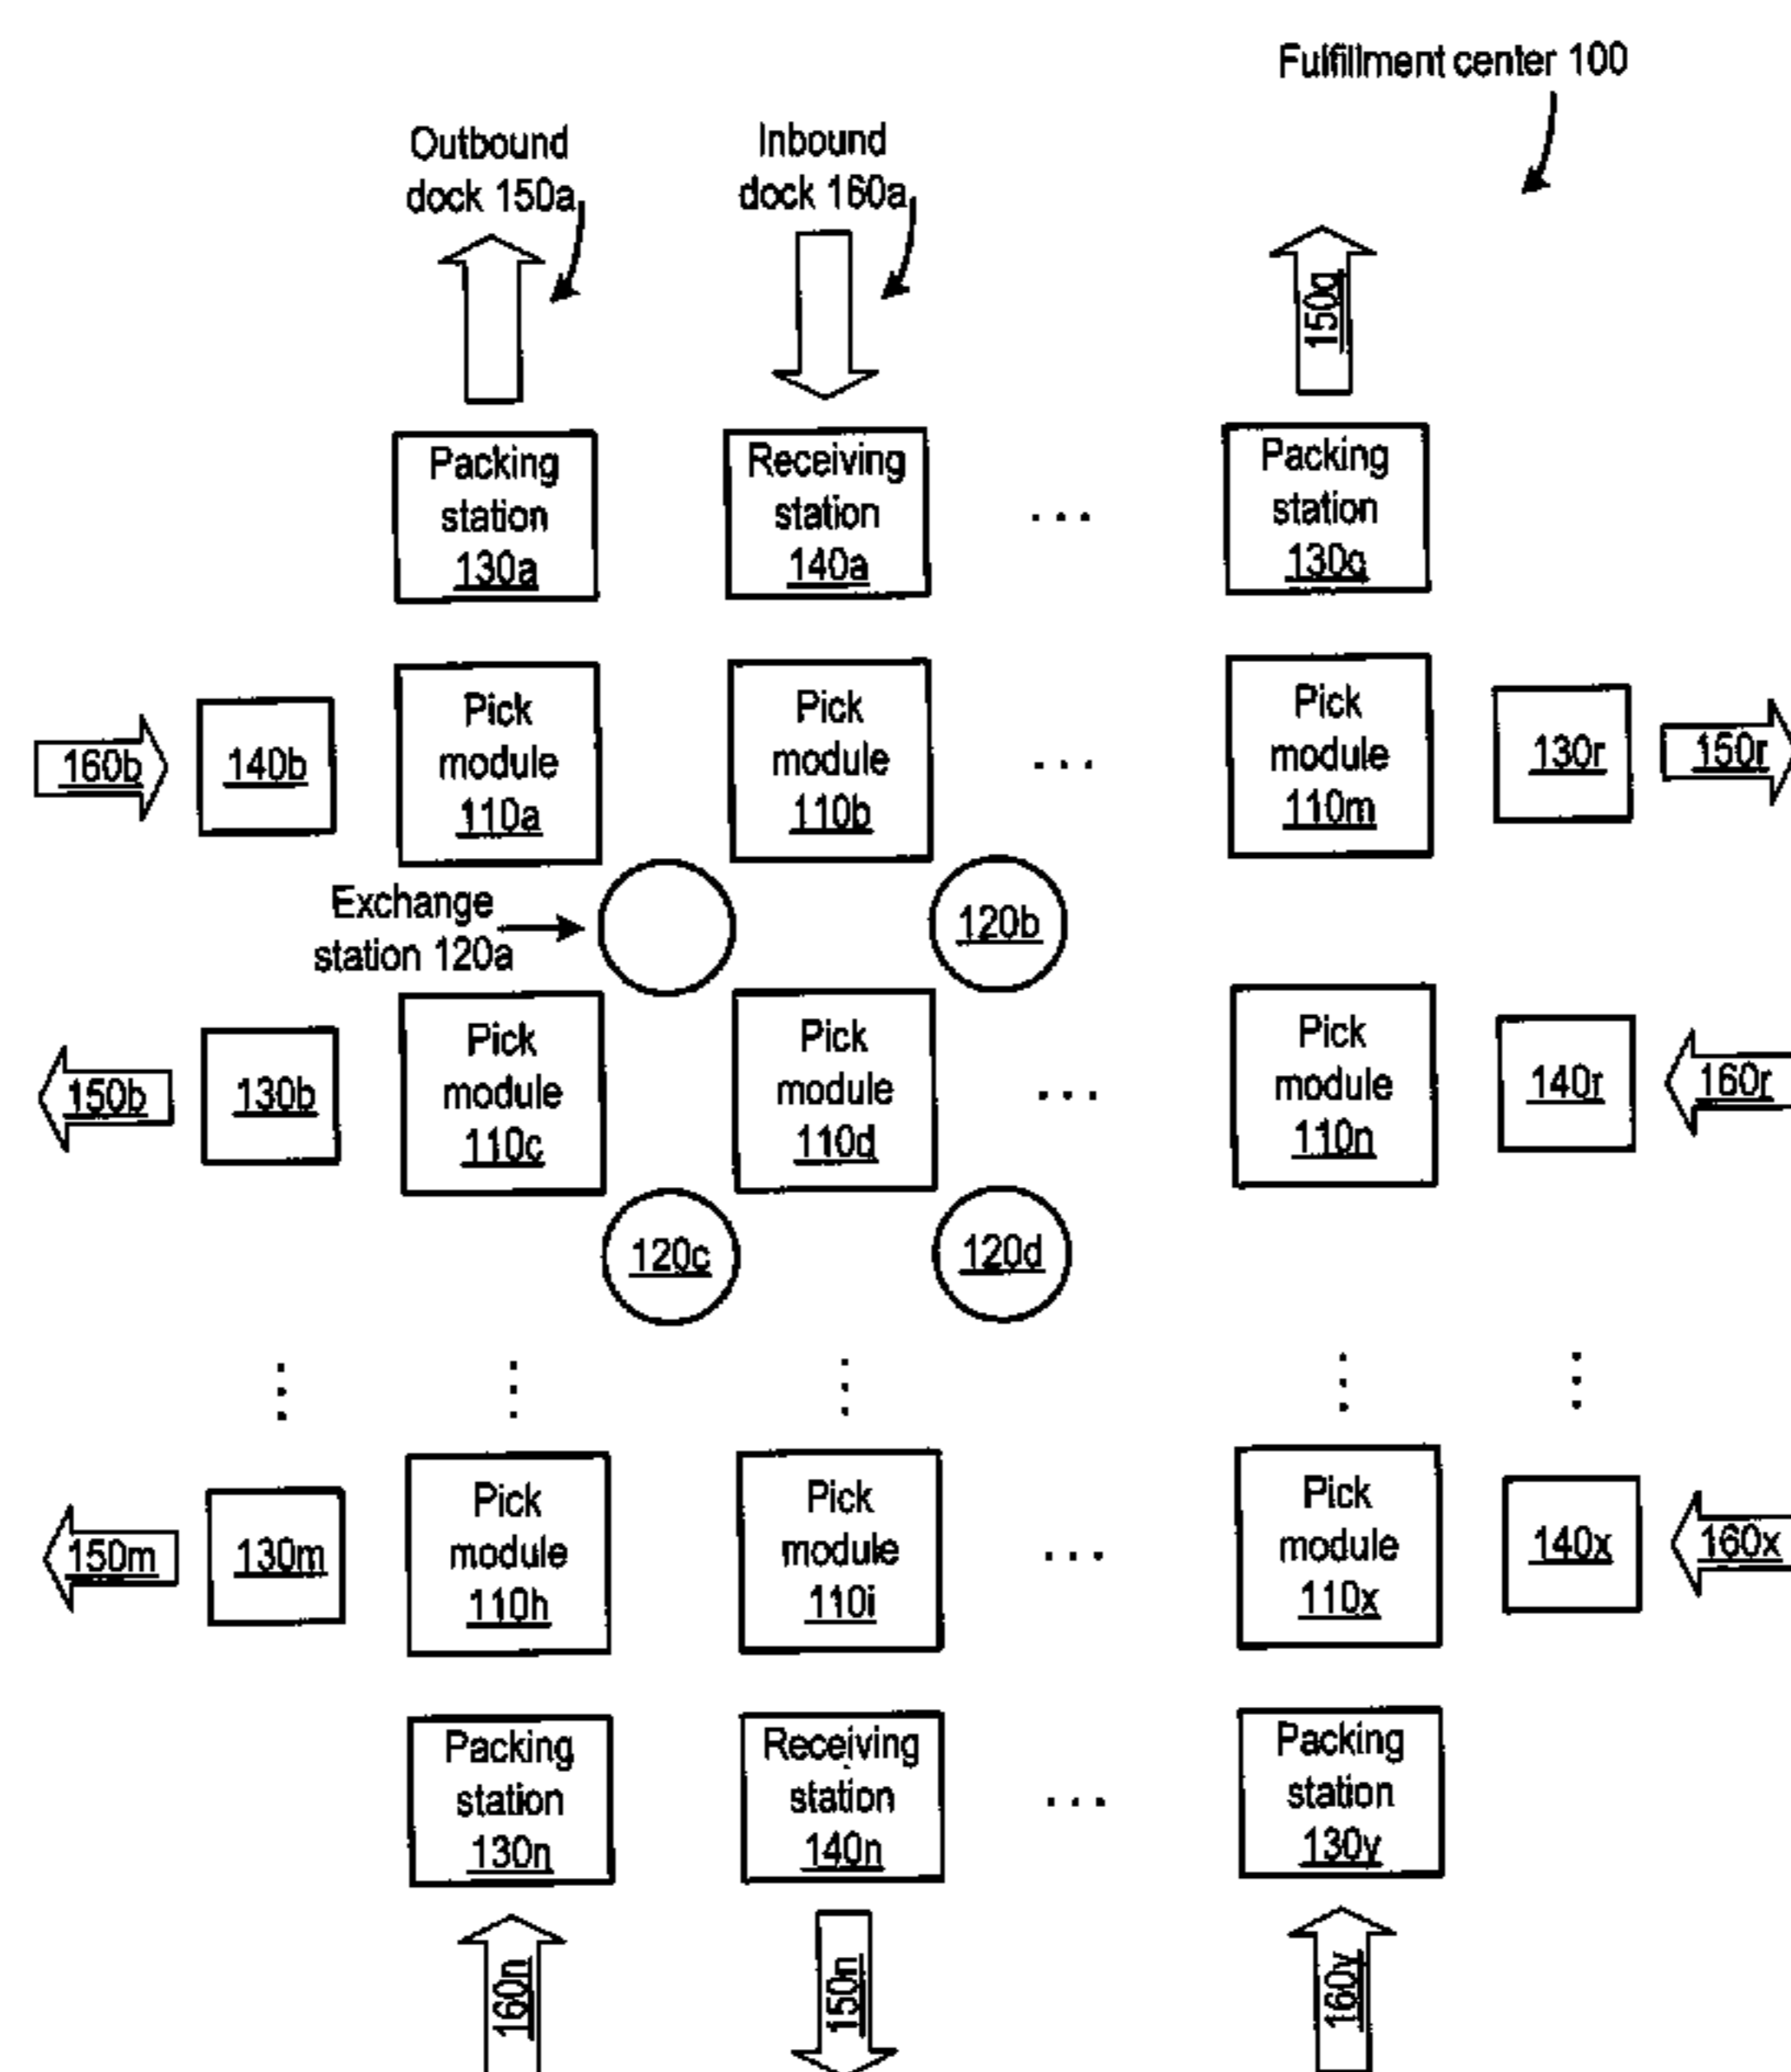 Fulfillment center 100
Outbound
dock 150a
Inbound
dock 160a
150q
Packing
station
130a
Receiving
station
140a
. . .
Packing
station
130q
160b
140b
Pick
module
110a
Pick
module
110b
. . .
Pick
module
110m
130r
150r
Exchange
station 120a
120b
150b
130b
Pick
module
110c
Pick
module
110d
. . .
Pick
module
110n
140r
160r
120c
120d
150m
130m
Pick
module
110h
Pick
module
110i
. . .
Pick
module
110x
140x
160x
Packing
station
130n
Receiving
station
140n
. . .
Packing
station
130y
160n
150n
160y